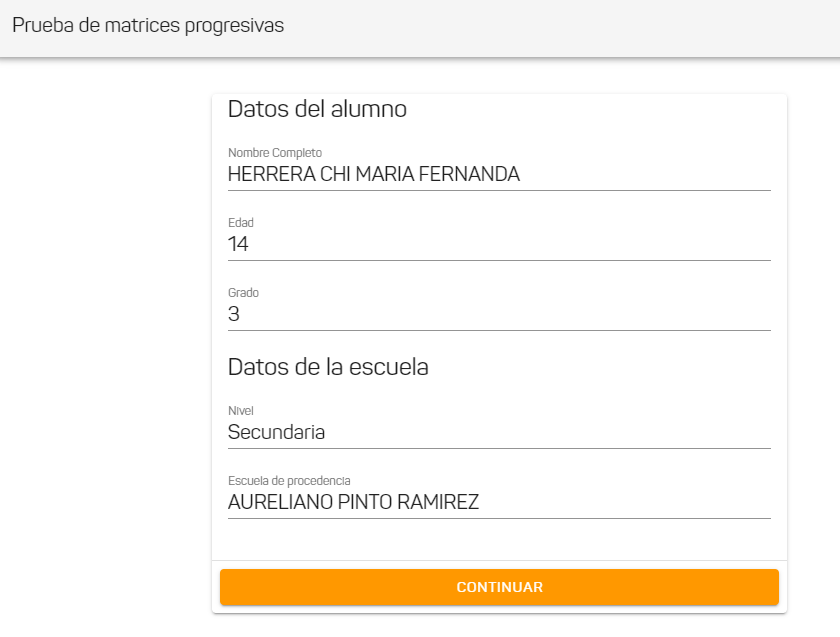 Prueba de matrices progresivas
Datos del alumno
Nombre Completo
HERRERA CHI MARIA FERNANDA
Edad
14
Grado
3
Datos de la escuela
Nivel
Secundaria
Escuela de procedencia
AURELIANO PINTO RAMIREZ
CONTINUAR